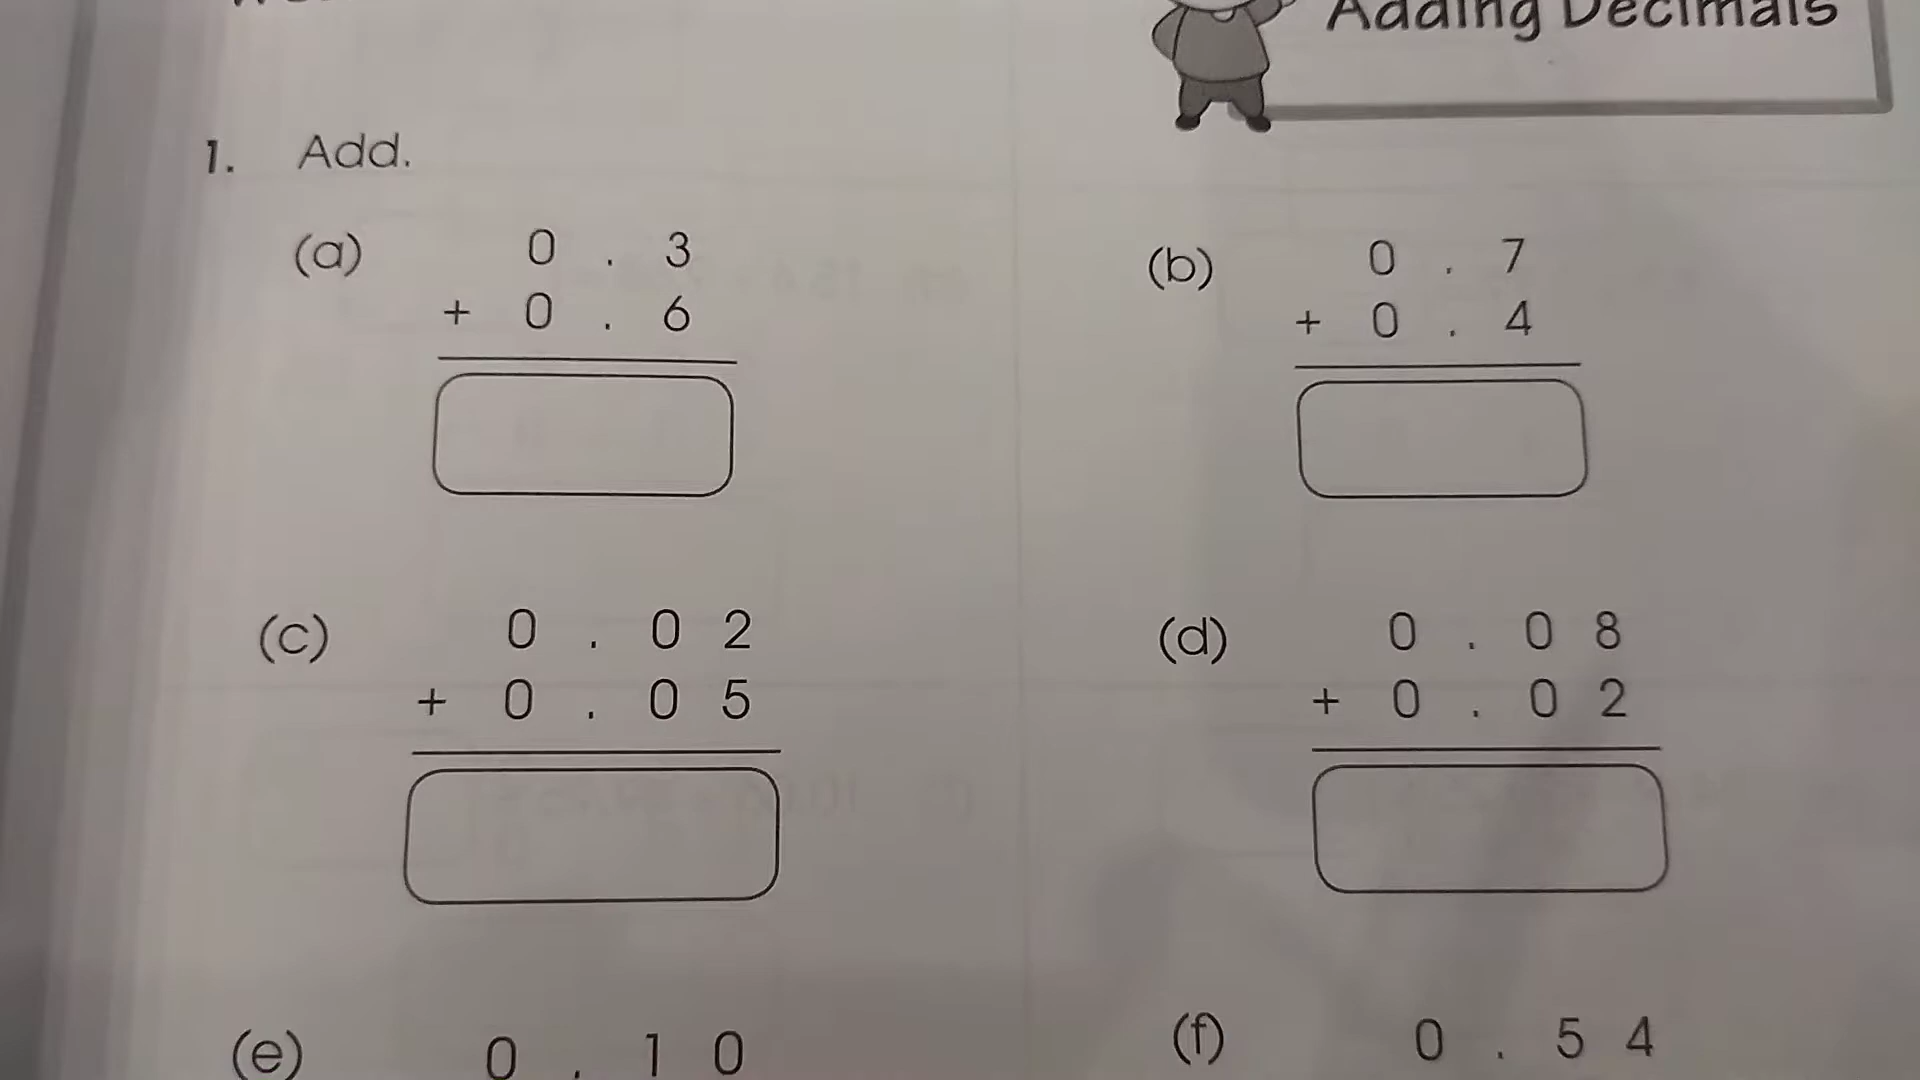 Adding Decimals
1. Add.
(a) 0 . 3
+ 0 . 6
(b) 0 . 7
+ 0 . 4
(c) 0 . 0 2
+ 0 . 0 5
(d) 0 . 0 8
+ 0 . 0 2
(e) 0 . 1 0
(f) 0 . 5 4